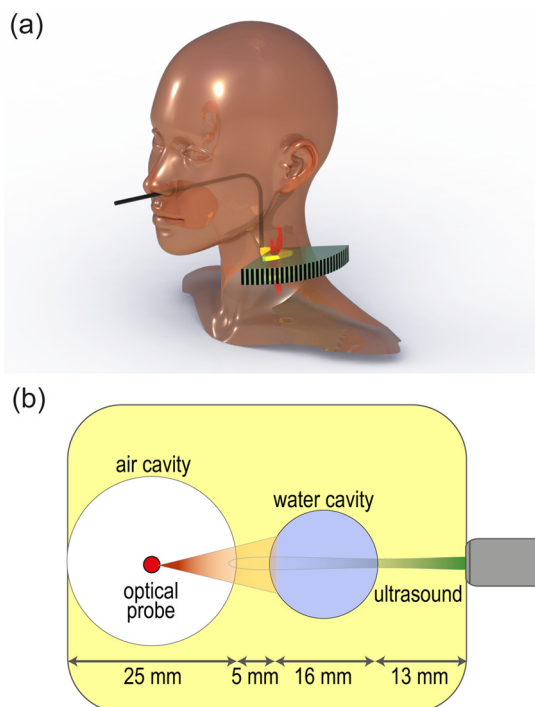 (a)
(b)
air cavity
water cavity
optical
probe
ultrasound
25 mm
5 mm
16 mm
13 mm